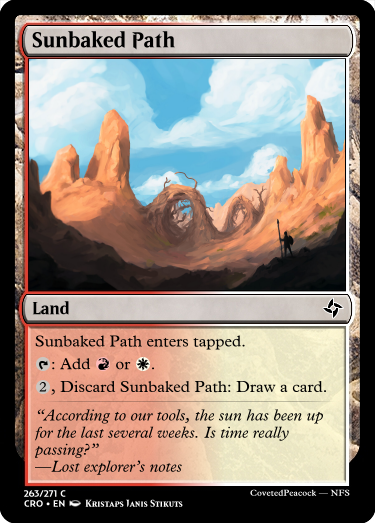 Sunbaked Path
Land
Sunbaked Path enters tapped.
: Add or .
2, Discard Sunbaked Path: Draw a card.
“According to our tools, the sun has been up
for the last several weeks. Is time really
passing?”
—Lost explorer’s notes
263/271 C
CRO • EN Kristaps Janis Stikuts
CovetedPeacock — NFS